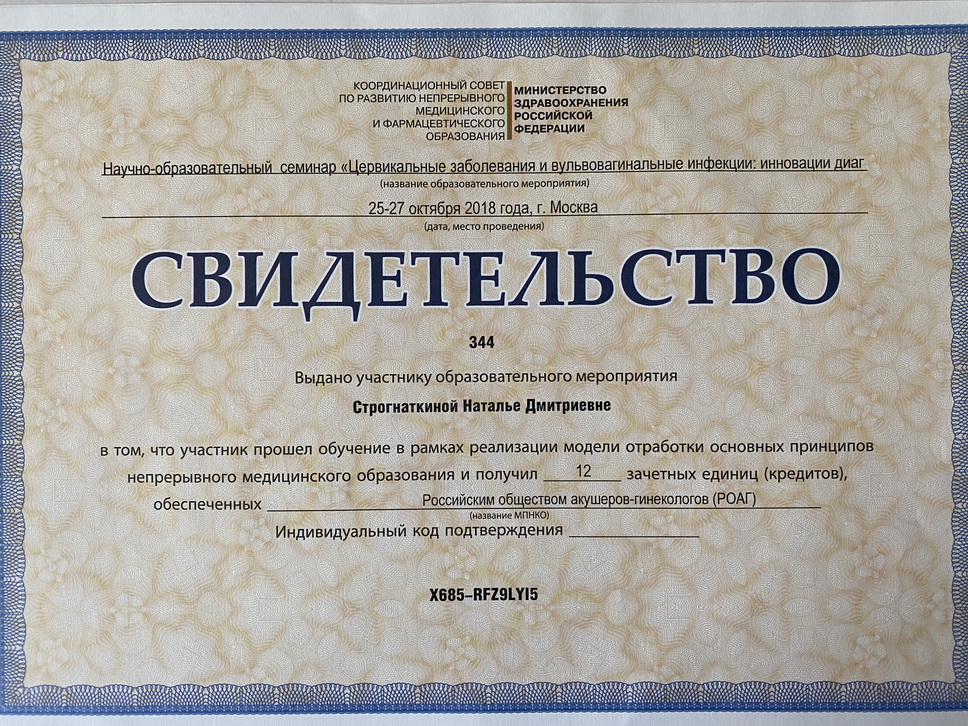 КООРДИНАЦИОННЫЙ СОВЕТ
ПО РАЗВИТИЮ НЕПРЕРЫВНОГО
МЕДИЦИНСКОГО
И ФАРМАЦЕВТИЧЕСКОГО
ОБРАЗОВАНИЯ
МИНИСТЕРСТВО
ЗДРАВООХРАНЕНИЯ
РОССИЙСКОЙ
ФЕДЕРАЦИИ
Научно-образовательный семинар «Цервикальные заболевания и вульвовагинальные инфекции: инновации диаг
(название образовательного мероприятия)
25-27 октября 2018 года, г. Москва
(дата, место проведения)
СВИДЕТЕЛЬСТВО
344
Выдано участнику образовательного мероприятия
Строгнаткиной Наталье Дмитриевне
в том, что участник прошел обучение в рамках реализации модели отработки основных принципов
непрерывного медицинского образования и получил 12 зачетных единиц (кредитов),
обеспеченных Российским обществом акушеров-гинекологов (РОАГ)
(название МПНКО)
Индивидуальный код подтверждения
X685-RFZ9LYI5